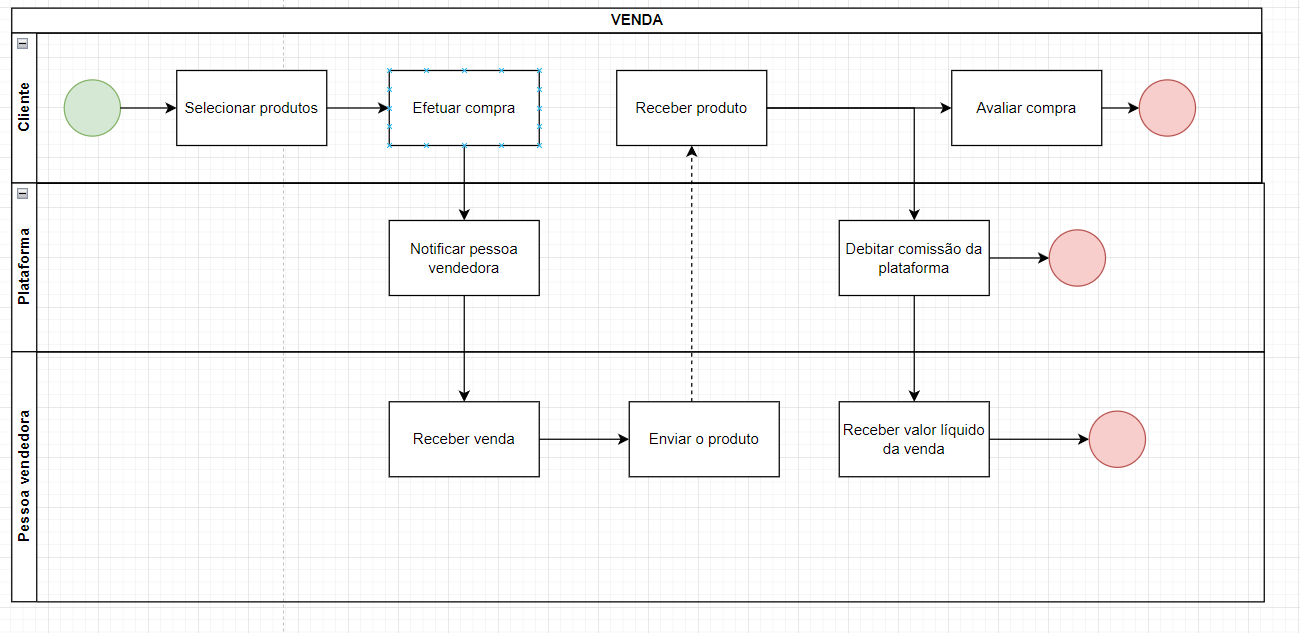 VENDA
Cliente
Selecionar produtos
Efetuar compra
Receber produto
Avaliar compra
Plataforma
Notificar pessoa
vendedora
Debitar comissão da
plataforma
Pessoa vendedora
Receber venda
Enviar o produto
Receber valor líquido
da venda